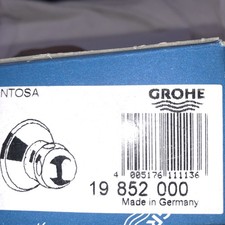 NTOSA
GROHE
4 005176 111136
19 852 000
Made in Germany